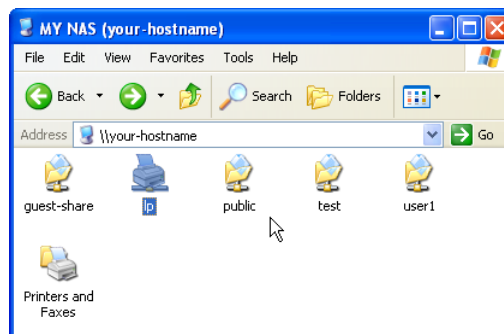 MY NAS (your-hostname)
File Edit View Favorites Tools Help
Back Search Folders
Address \\your-hostname Go
guest-share lp public test user1
Printers and
Faxes